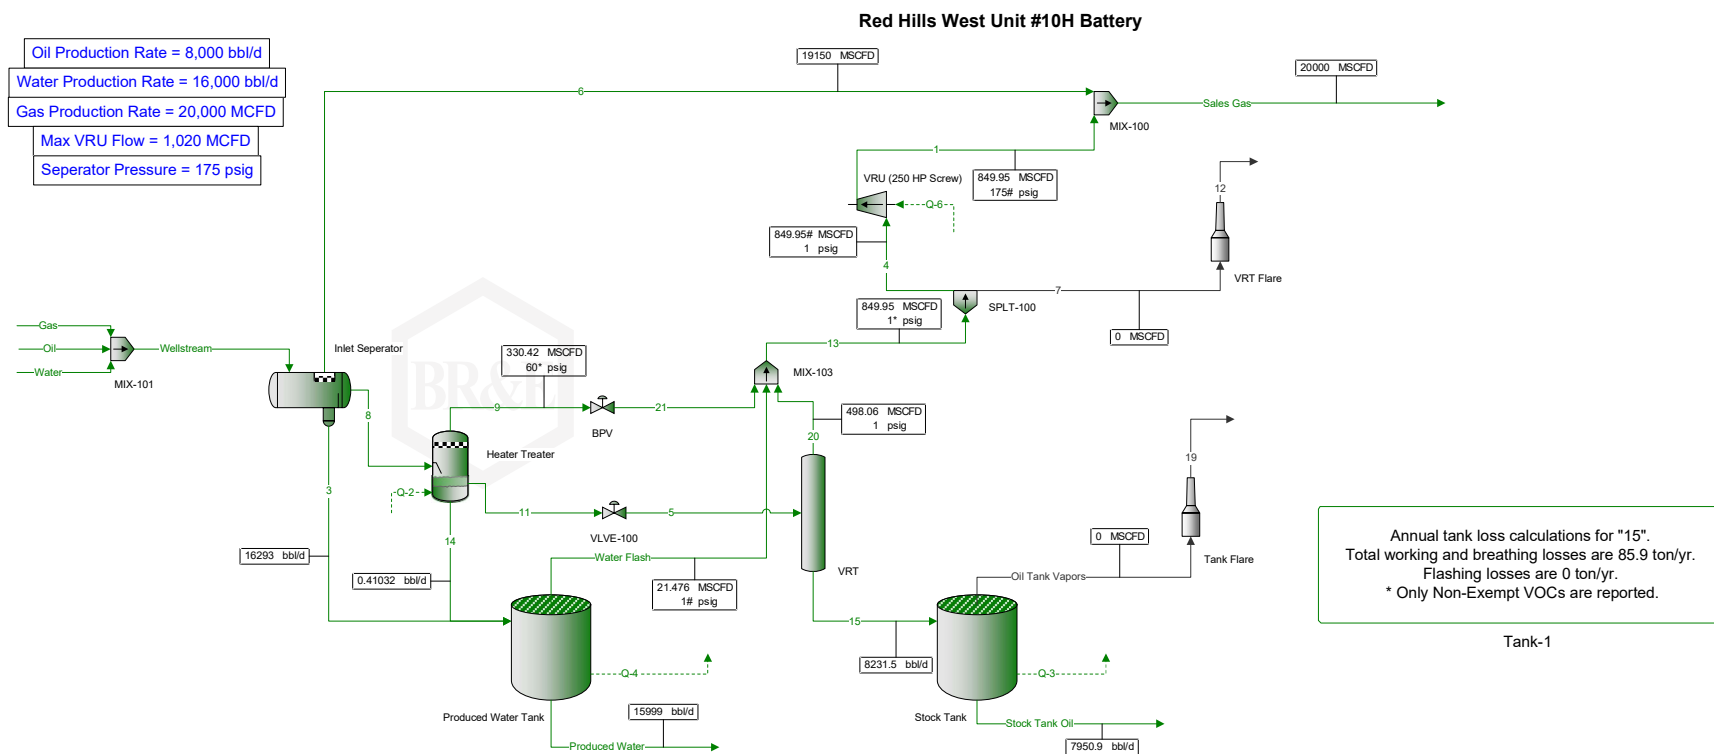 Red Hills West Unit #10H Battery
Oil Production Rate = 8,000 bbl/d
Water Production Rate = 16,000 bbl/d
Gas Production Rate = 20,000 MCFD
Max VRU Flow = 1,020 MCFD
Seperator Pressure = 175 psig
19150 MSCFD
20000 MSCFD
6
Sales Gas
MIX-100
1
VRU (250 HP Screw)
849.95 MSCFD
175# psig
12
Q-6
849.95# MSCFD
1 psig
4
VRT Flare
7
849.95 MSCFD
1* psig
SPLT-100
0 MSCFD
Gas
Oil
Water
Wellstream
MIX-101
Inlet Seperator
13
330.42 MSCFD
60* psig
BR&E
MIX-103
8
9
21
BPV
498.06 MSCFD
1 psig
20
Heater Treater
19
3
Q-2
11
5
VLVE-100
14
0 MSCFD
Annual tank loss calculations for "15".
Total working and breathing losses are 85.9 ton/yr.
Flashing losses are 0 ton/yr.
* Only Non-Exempt VOCs are reported.
Tank-1
16293 bbl/d
Water Flash
VRT
Tank Flare
0.41032 bbl/d
Oil Tank Vapors
21.476 MSCFD
1# psig
15
8231.5 bbl/d
Q-4
Q-3
Produced Water Tank
15999 bbl/d
Stock Tank
Stock Tank Oil
Produced Water
7950.9 bbl/d